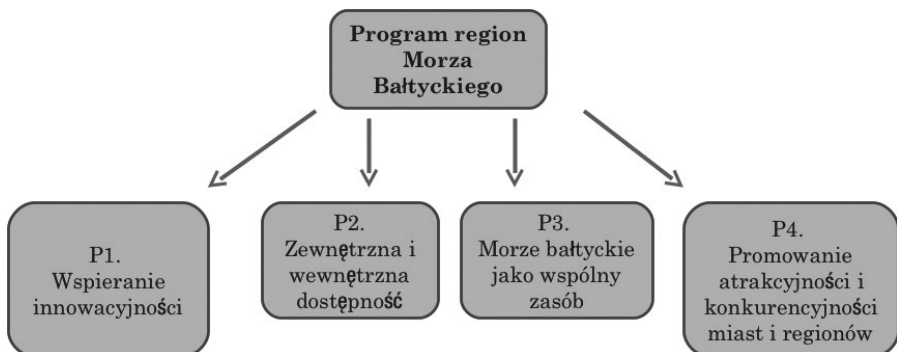 Program region
Morza
Bałtyckiego
P1.
Wspieranie
innowacyjności
P2.
Zewnętrzna i
wewnętrzna
dostępność
P3.
Morze bałtyckie
jako wspólny
zasób
P4.
Promowanie
atrakcyjności i
konkurencyjności
miast i regionów